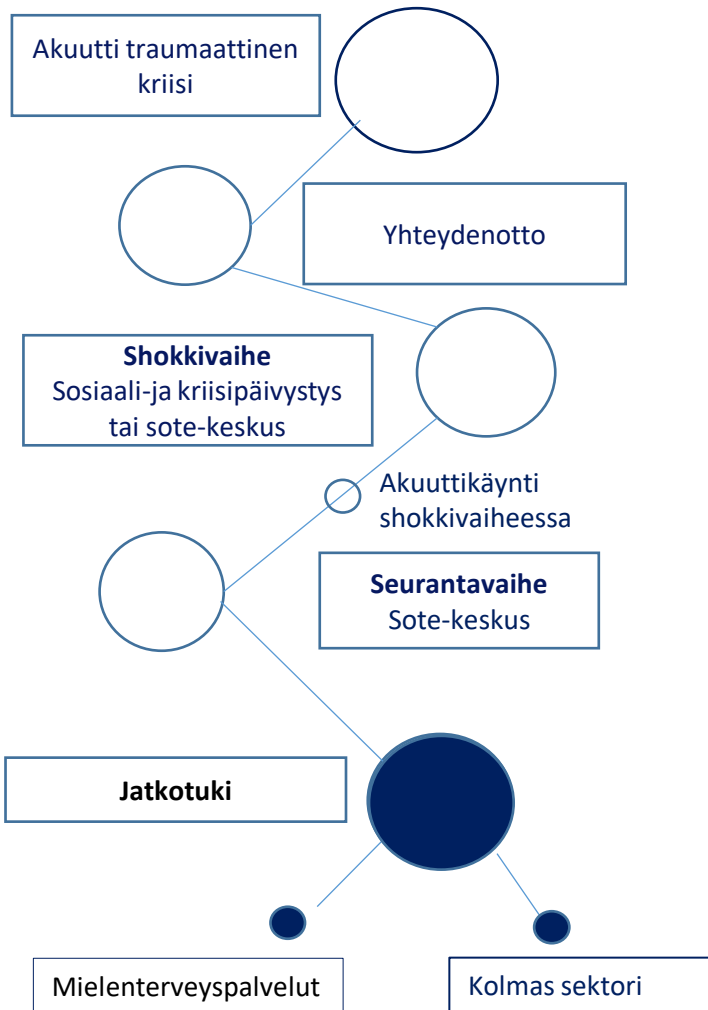 Akuutti traumaattinen
kriisi
Yhteydenotto
Shokkivaihe
Sosiaali-ja kriisipäivystys
tai sote-keskus
Akuuttikäynti
shokkivaiheessa
Seurantavaihe
Sote-keskus
Jatkotuki
Mielenterveyspalvelut
Kolmas sektori